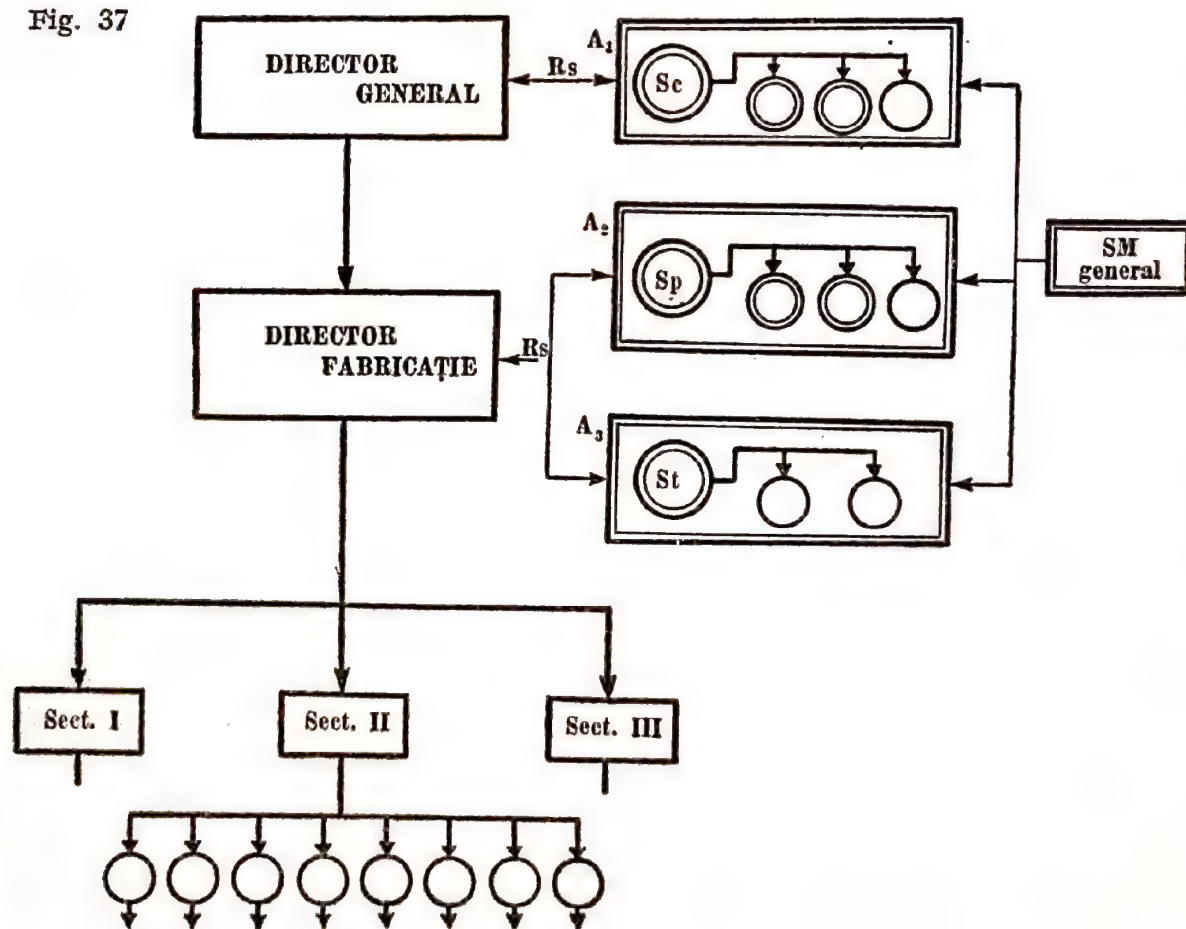 Fig. 37
DIRECTOR
GENERAL
Rs
A₁
Sc
A₂
Sp
SM
general
DIRECTOR
FABRICAȚIE
Rs
A₃
St
Sect. I
Sect. II
Sect. III